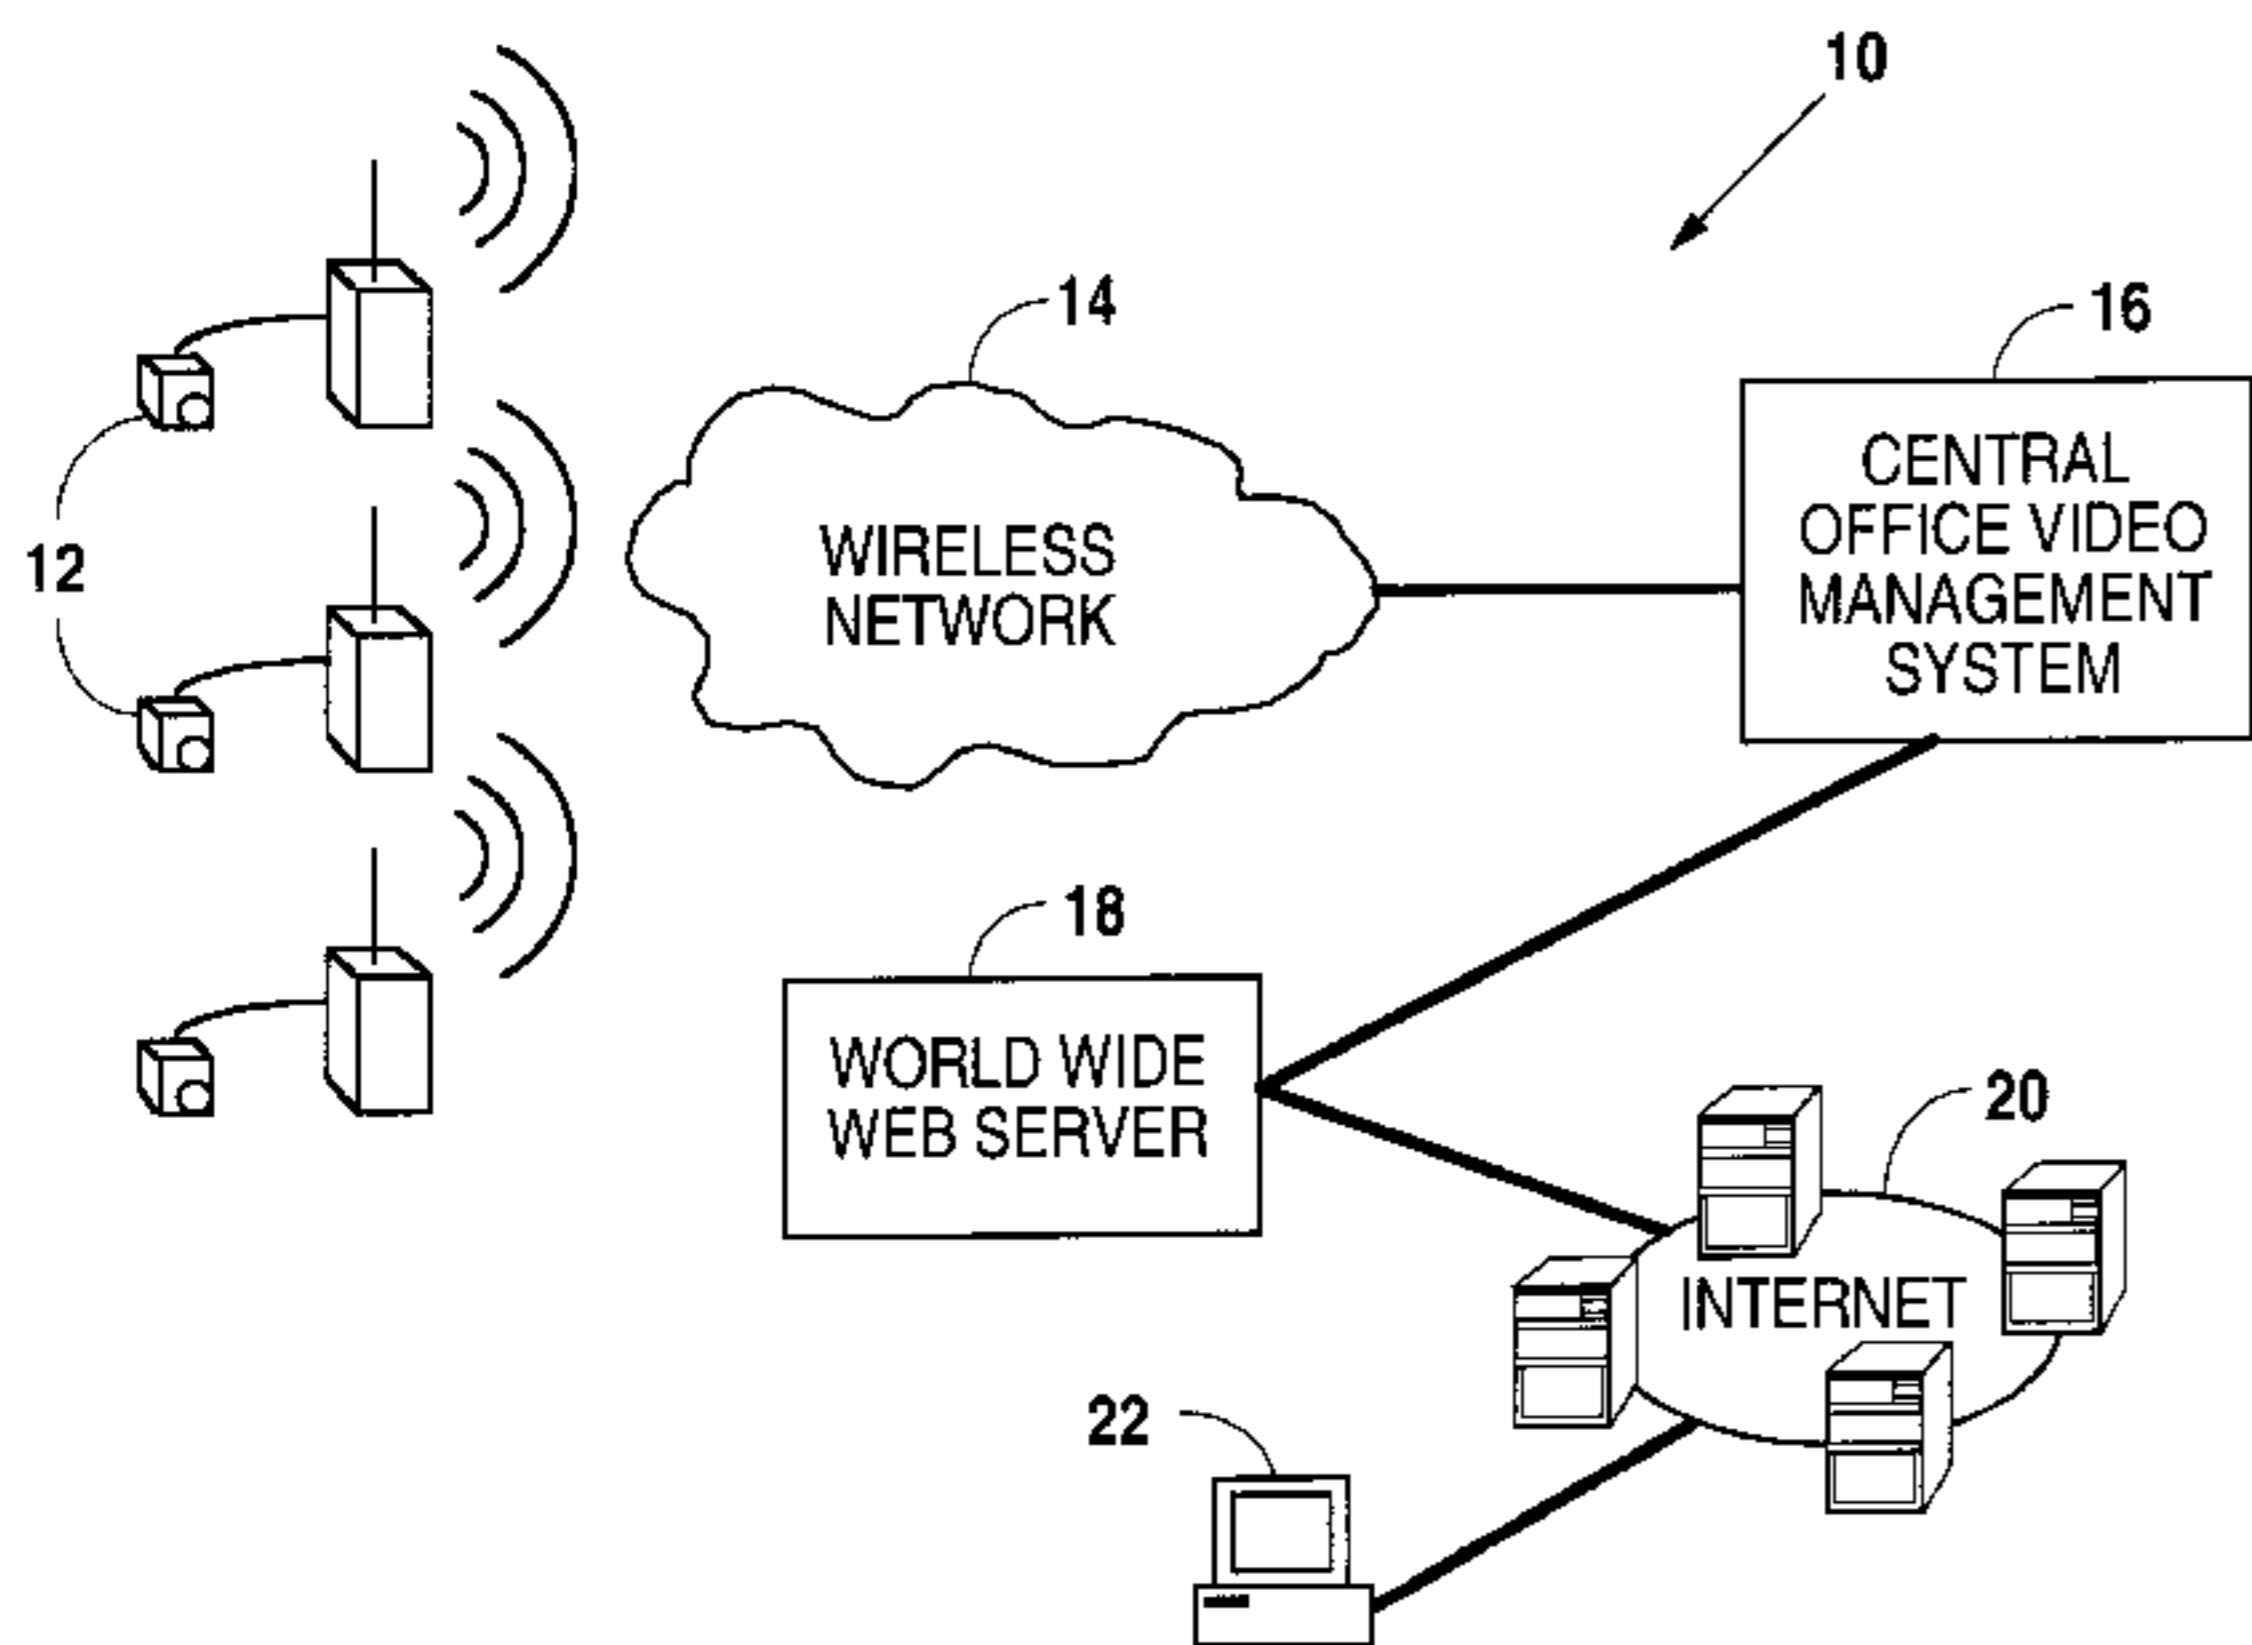 10
14
16
12
WIRELESS
NETWORK
CENTRAL
OFFICE VIDEO
MANAGEMENT
SYSTEM
18
WORLD WIDE
WEB SERVER
20
INTERNET
22